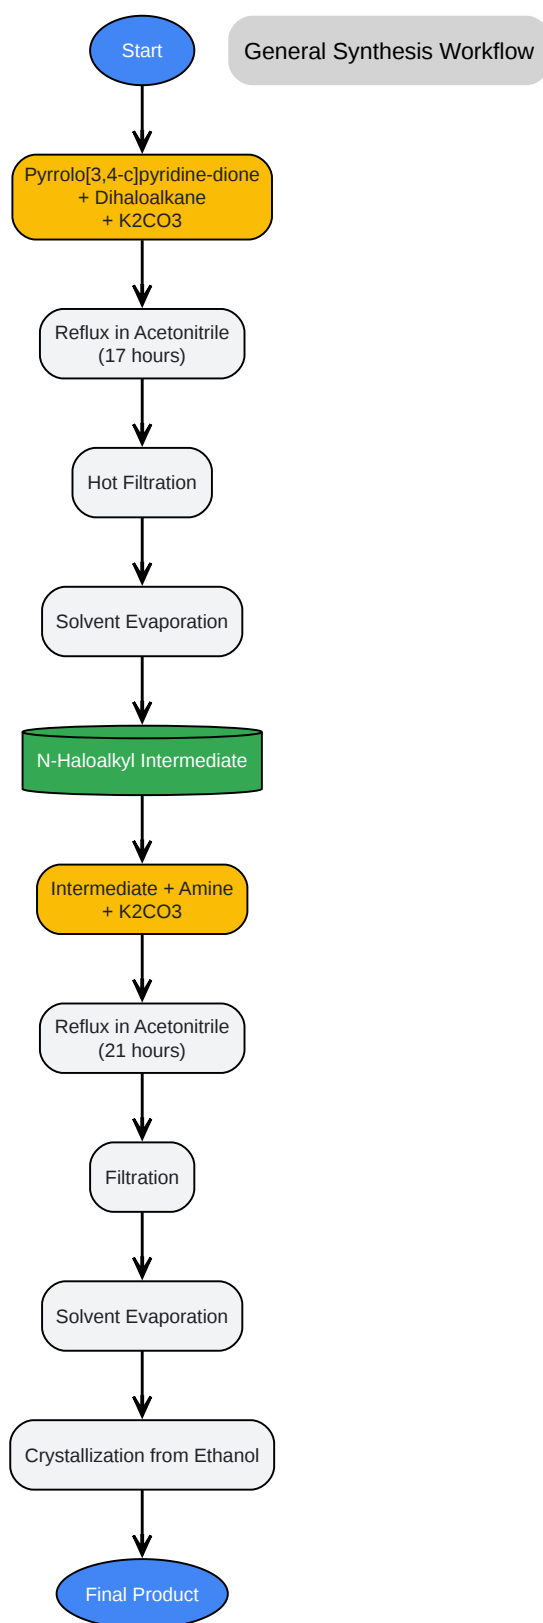 Start
General Synthesis Workflow
Pyrrolo[3,4-c]pyridine-dione
+ Dihaloalkane
+ K2CO3
Reflux in Acetonitrile
(17 hours)
Hot Filtration
Solvent Evaporation
N-Haloalkyl Intermediate
Intermediate + Amine
+ K2CO3
Reflux in Acetonitrile
(21 hours)
Filtration
Solvent Evaporation
Crystallization from Ethanol
Final Product